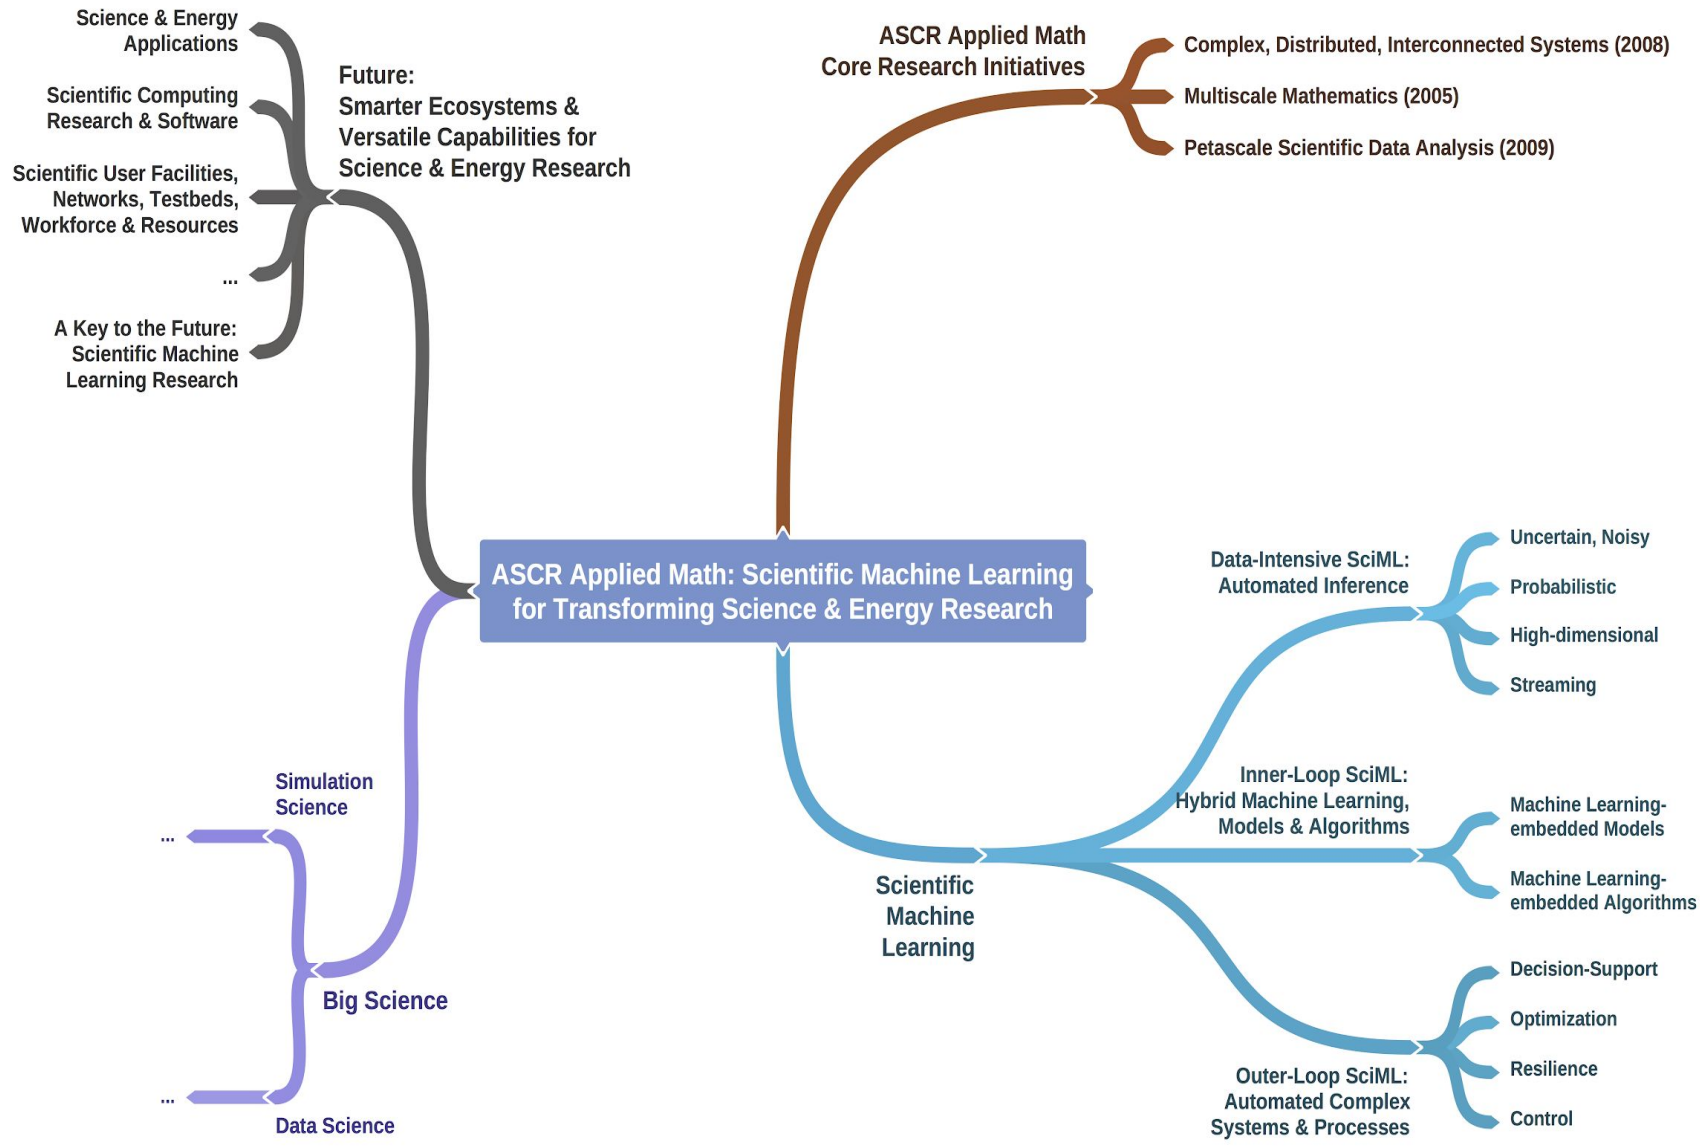 Science & Energy
Applications
Scientific Computing
Research & Software
Scientific User Facilities,
Networks, Testbeds,
Workforce & Resources
...
A Key to the Future:
Scientific Machine
Learning Research
Future:
Smarter Ecosystems &
Versatile Capabilities for
Science & Energy Research
ASCR Applied Math
Core Research Initiatives
Complex, Distributed, Interconnected Systems (2008)
Multiscale Mathematics (2005)
Petascale Scientific Data Analysis (2009)
ASCR Applied Math: Scientific Machine Learning
for Transforming Science & Energy Research
Simulation
Science
...
Big Science
...
Data Science
Scientific
Machine
Learning
Data-Intensive SciML:
Automated Inference
Uncertain, Noisy
Probabilistic
High-dimensional
Streaming
Inner-Loop SciML:
Hybrid Machine Learning,
Models & Algorithms
Machine Learning-
embedded Models
Machine Learning-
embedded Algorithms
Outer-Loop SciML:
Automated Complex
Systems & Processes
Decision-Support
Optimization
Resilience
Control